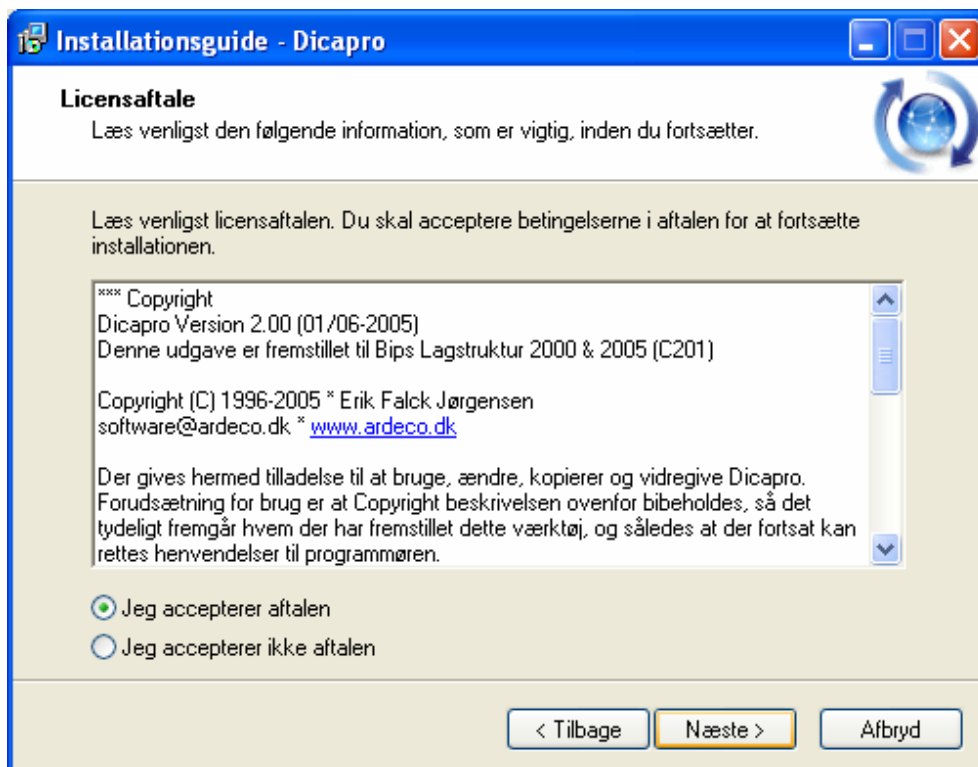 Installationsguide - Dicapro
Licensaftale
Læs venligst den følgende information, som er vigtig, inden du fortsætter.
Læs venligst licensaftalen. Du skal acceptere betingelserne i aftalen for at fortsætte
installationen.
*** Copyright
Dicapro Version 2.00 (01/06-2005)
Denne udgave er fremstillet til Bips Lagstruktur 2000 & 2005 (C201)
Copyright (C) 1996-2005 * Erik Falck Jørgensen
software@ardeco.dk * www.ardeco.dk
Der gives hermed tilladelse til at bruge, ændre, kopierer og vidregive Dicapro.
Forudsætning for brug er at Copyright beskrivelsen ovenfor bibeholdes, så det
tydeligt fremgår hvem der har fremstillet dette værktøj, og således at der fortsat kan
rettes henvendelser til programmøren.
Jeg accepterer aftalen
Jeg accepterer ikke aftalen
< Tilbage
Næste >
Afbryd